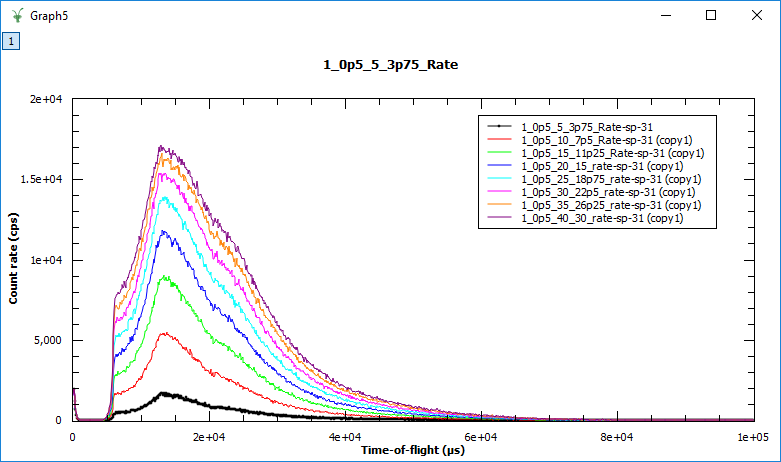 Graph5
1
1_0p5_5_3p75_Rate
2e+04
1.5e+04
1e+04
5,000
0
Count rate (cps)
1_0p5_5_3p75_Rate-sp-31
1_0p5_10_7p5_Rate-sp-31 (copy1)
1_0p5_15_11p25_Rate-sp-31 (copy1)
1_0p5_20_15_rate-sp-31 (copy1)
1_0p5_25_18p75_rate-sp-31 (copy1)
1_0p5_30_22p5_rate-sp-31 (copy1)
1_0p5_35_26p25_rate-sp-31 (copy1)
1_0p5_40_30_rate-sp-31 (copy1)
0 2e+04 4e+04 6e+04 8e+04 1e+05
Time-of-flight (µs)